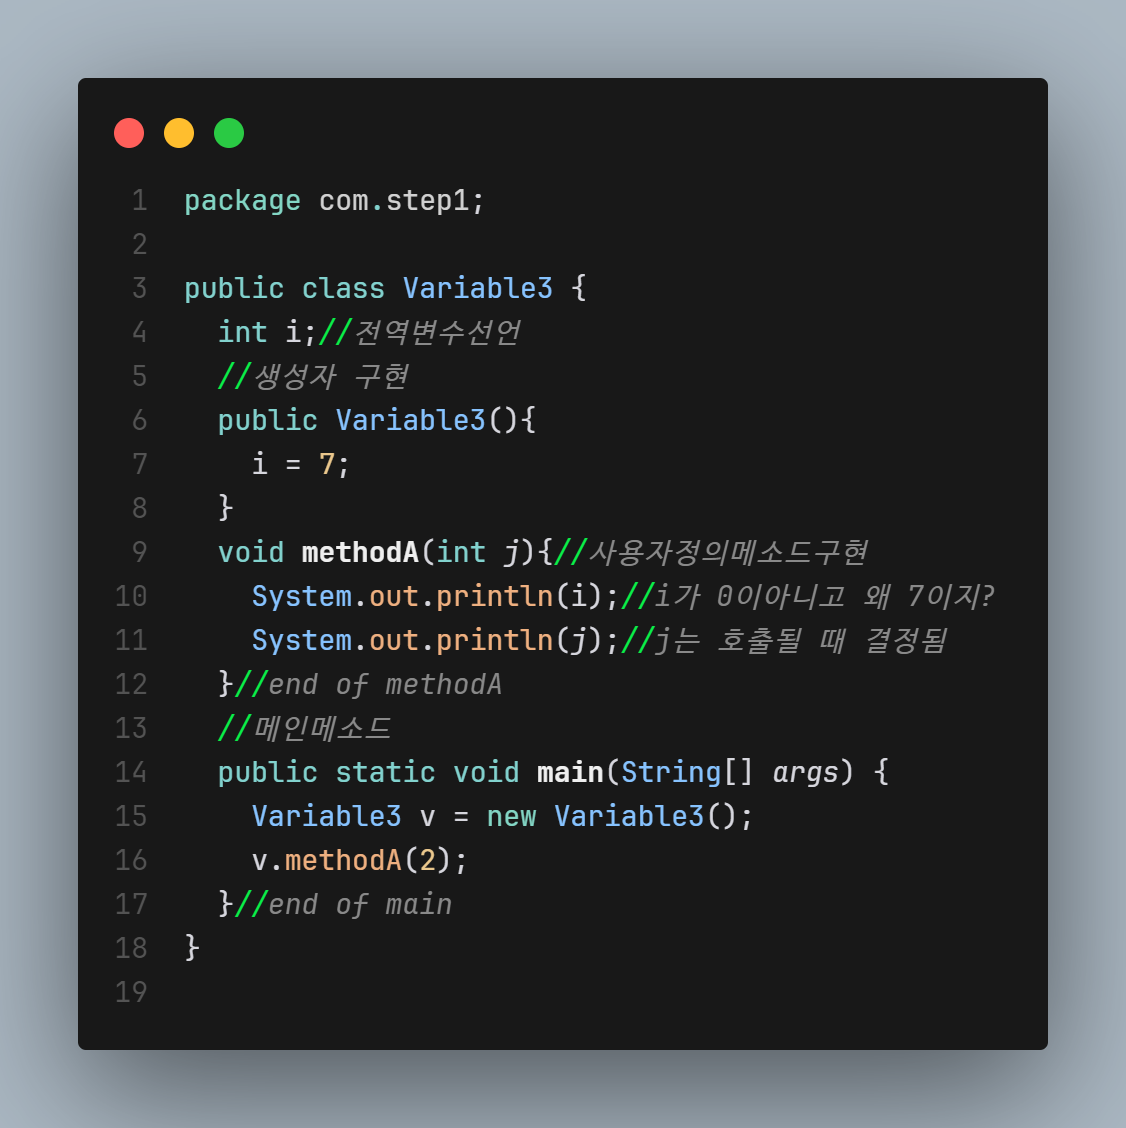 1 package com.step1;
2
3 public class Variable3 {
4   int i;//전역변수선언
5   //생성자 구현
6   public Variable3(){
7     i = 7;
8   }
9   void methodA(int j){//사용자정의메소드구현
10     System.out.println(i);//i가 0이아니고 왜 7이지?
11     System.out.println(j);//j는 호출될 때 결정됨
12   }//end of methodA
13   //메인메소드
14   public static void main(String[] args) {
15     Variable3 v = new Variable3();
16     v.methodA(2);
17   }//end of main
18 }
19